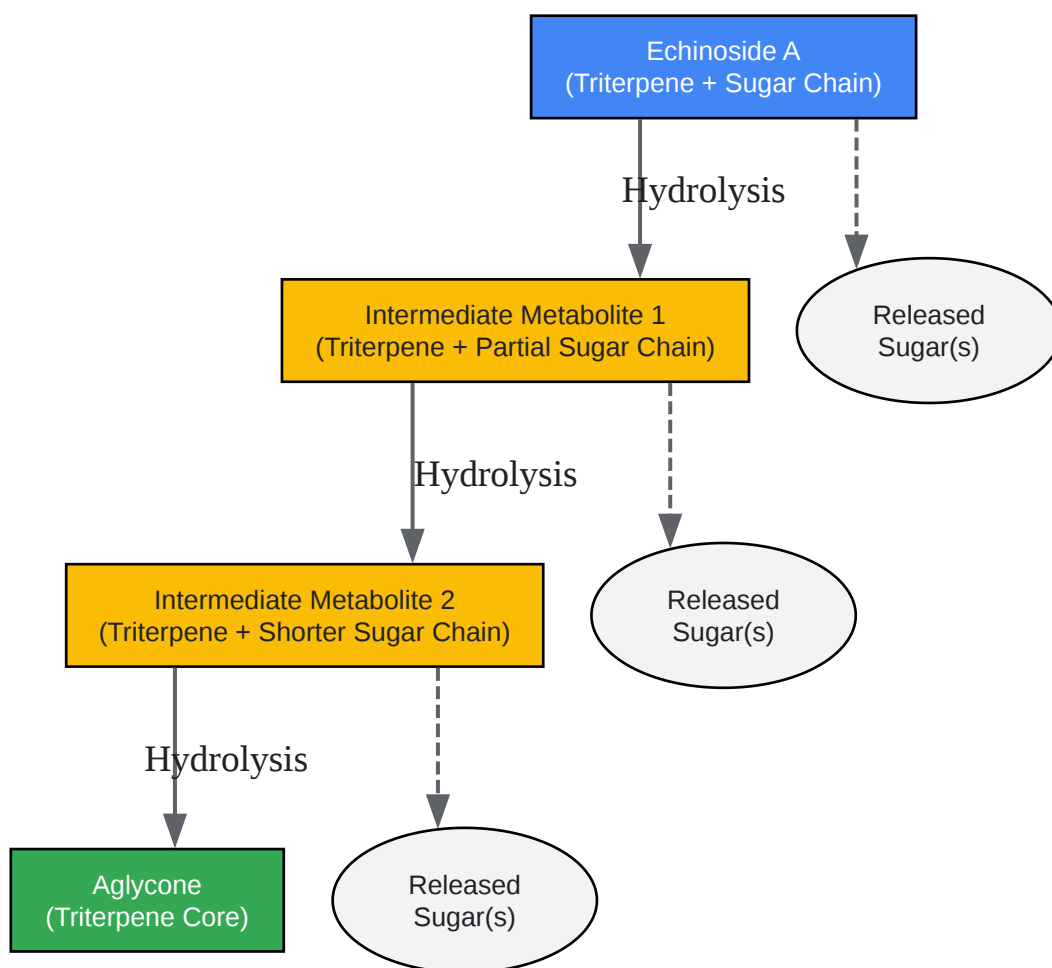 Echinoside A
(Triterpene + Sugar Chain)
Hydrolysis
Intermediate Metabolite 1
(Triterpene + Partial Sugar Chain)
Released
Sugar(s)
Hydrolysis
Intermediate Metabolite 2
(Triterpene + Shorter Sugar Chain)
Released
Sugar(s)
Hydrolysis
Aglycone
(Triterpene Core)
Released
Sugar(s)